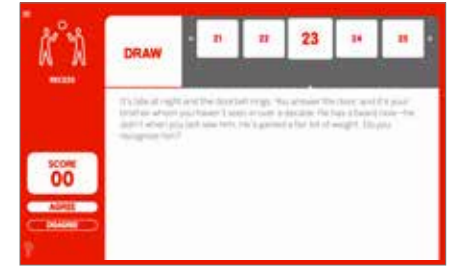 RECESS
DRAW
21
22
23
24
25
It's late at night and the doorbell rings. You answer the door, and it's your
brother whom you haven't seen in over a decade. He has a beard now—he
didn't when you last saw him. He's gained a fair bit of weight. Do you
recognize him?
SCORE
00
AGREE
DISAGREE
?